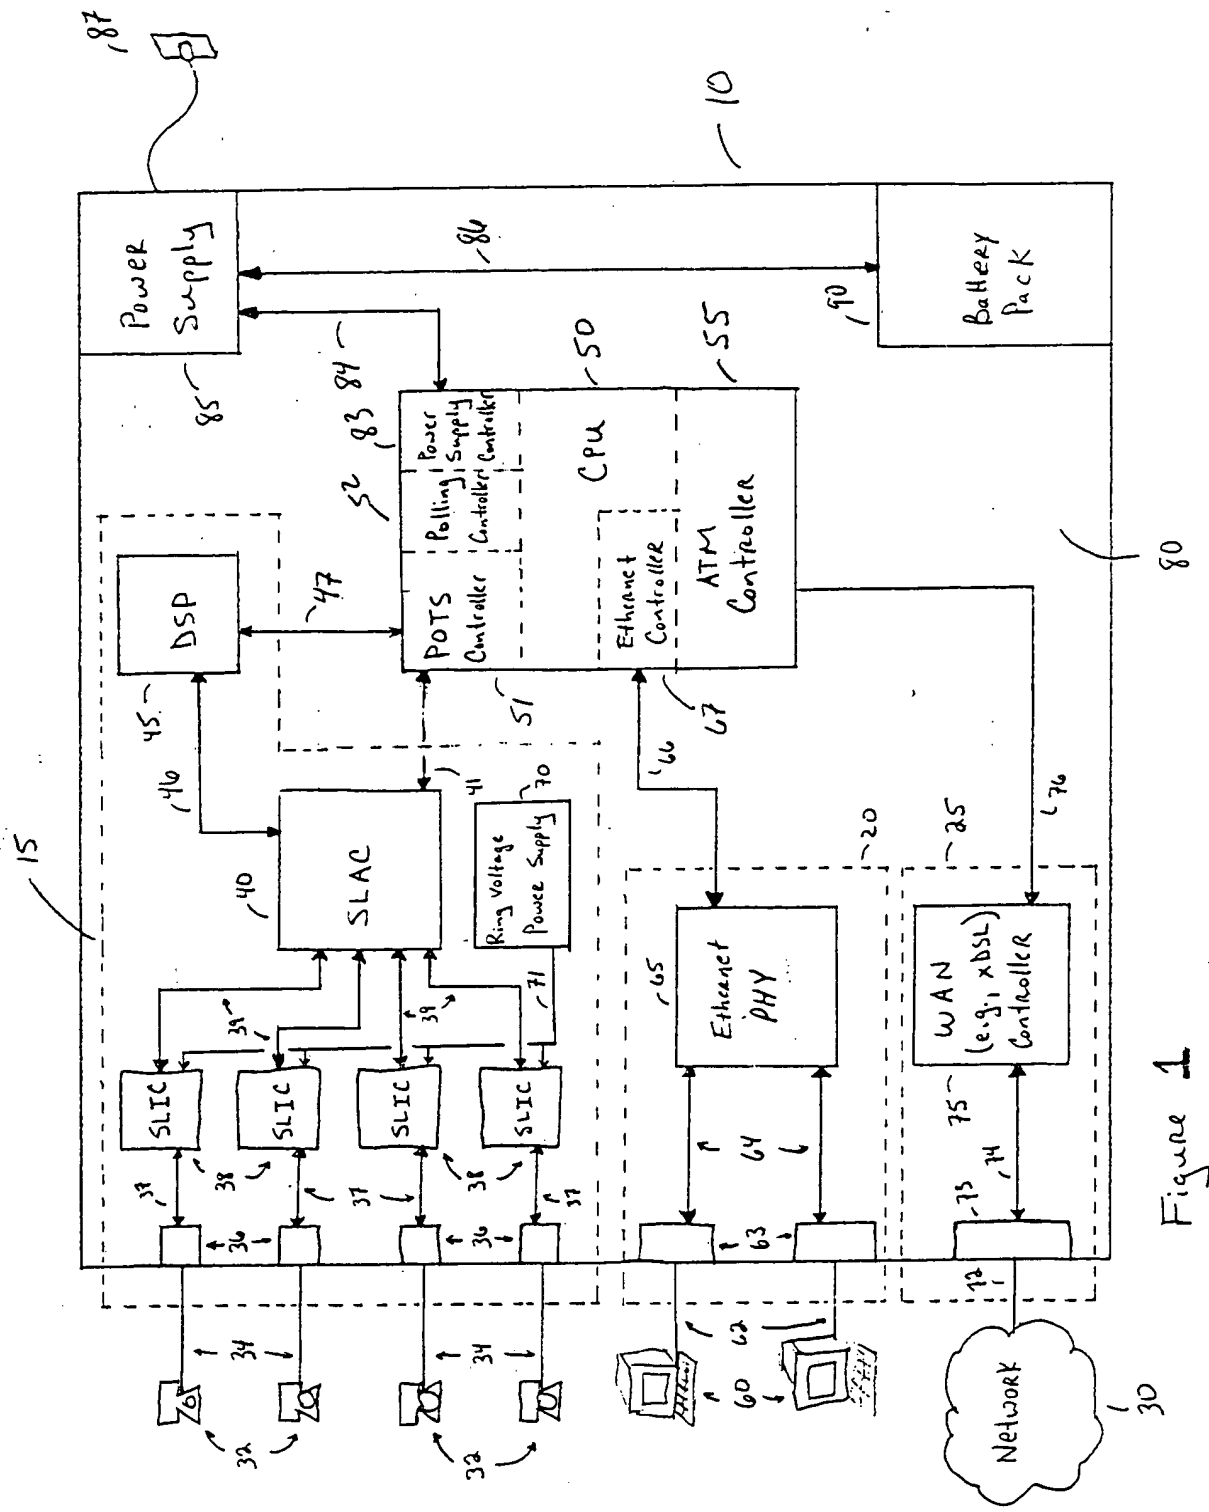 87
10
Power
Supply
85
86
84
90
Battery
Pack
80
83
Power
Supply
Controller
52
Polling
Controller
POTS
Controller
51
CPU
50
55
Ethernet
Controller
67
ATM
Controller
15
DSP
45
47
46
41
SLAC
40
70
Ring Voltage
Power Supply
71
39
39
SLIC
SLIC
SLIC
SLIC
38
38
37
37
37
36
36
34
34
32
32
66
20
65
Ethernet
PHY
64
63
62
60
76
25
WAN
(e.g., xDSL)
Controller
75
74
73
72
Network
30
Figure 1